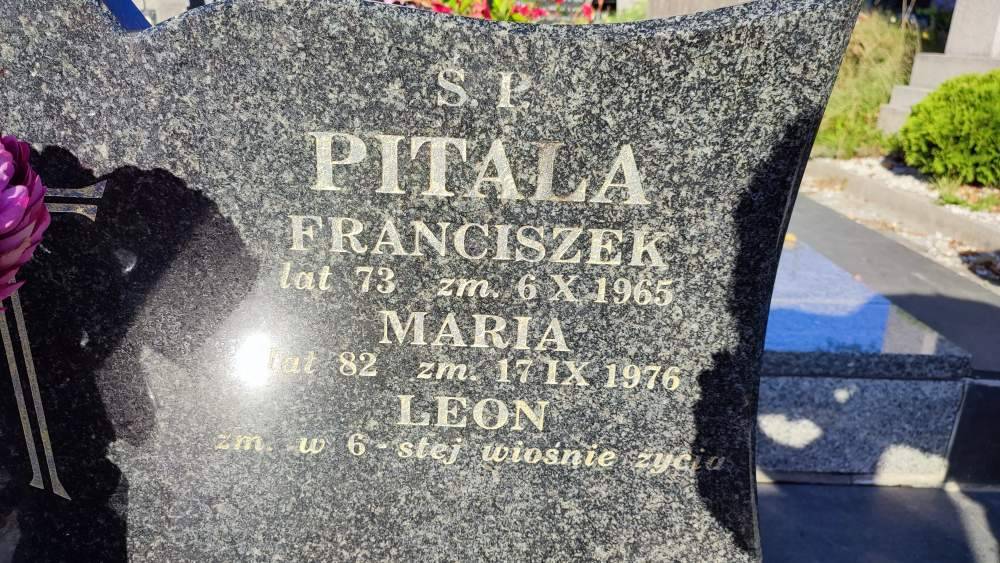 Ś. P.
PITALA
FRANCISZEK
lat 73 zm. 6 X 1965
MARIA
lat 82 zm. 17 IX 1976
LEON
zm. w 6-stej wiośnie życia